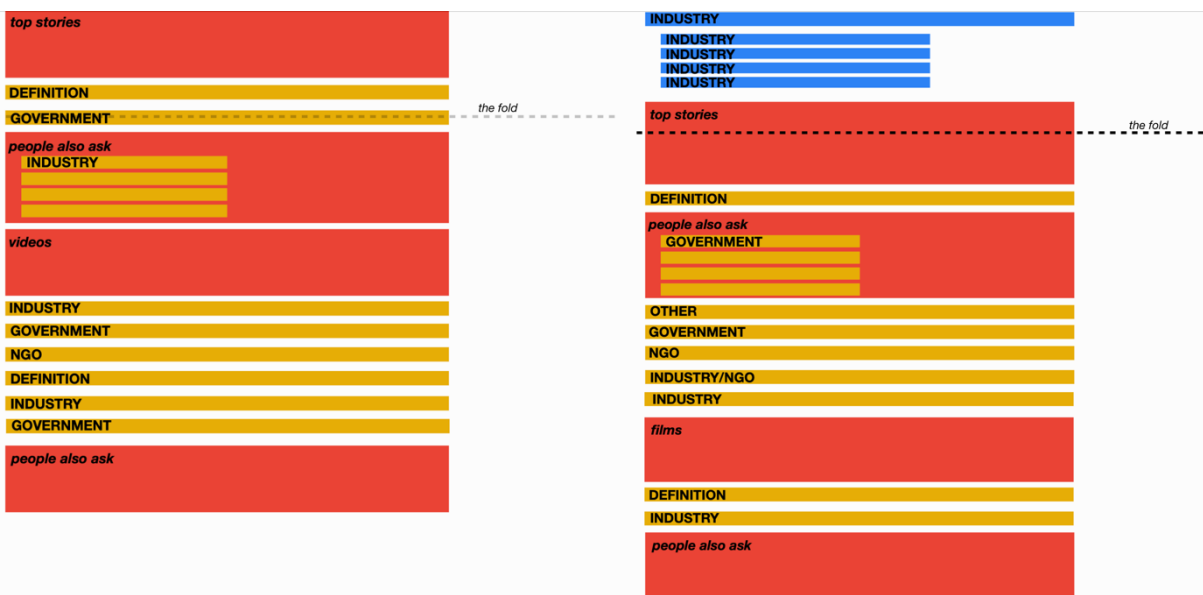 top stories
DEFINITION
GOVERNMENT
the fold
people also ask
INDUSTRY
videos
INDUSTRY
GOVERNMENT
NGO
DEFINITION
INDUSTRY
GOVERNMENT
people also ask
INDUSTRY
INDUSTRY
INDUSTRY
INDUSTRY
INDUSTRY
top stories
the fold
DEFINITION
people also ask
GOVERNMENT
OTHER
GOVERNMENT
NGO
INDUSTRY/NGO
INDUSTRY
films
DEFINITION
INDUSTRY
people also ask